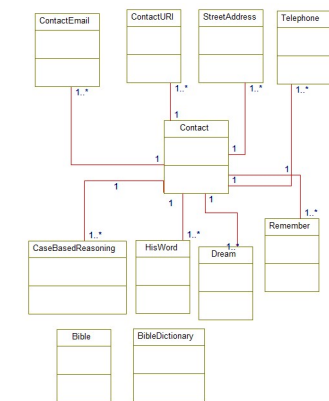 ContactEmail
ContactURI
StreetAddress
Telephone
1..*
1..*
1..*
1..*
1
Contact
1
1
1
1
1
1
1
1..*
1..*
1..*
1..*
CaseBasedReasoning
HisWord
Dream
Remember
Bible
BibleDictionary